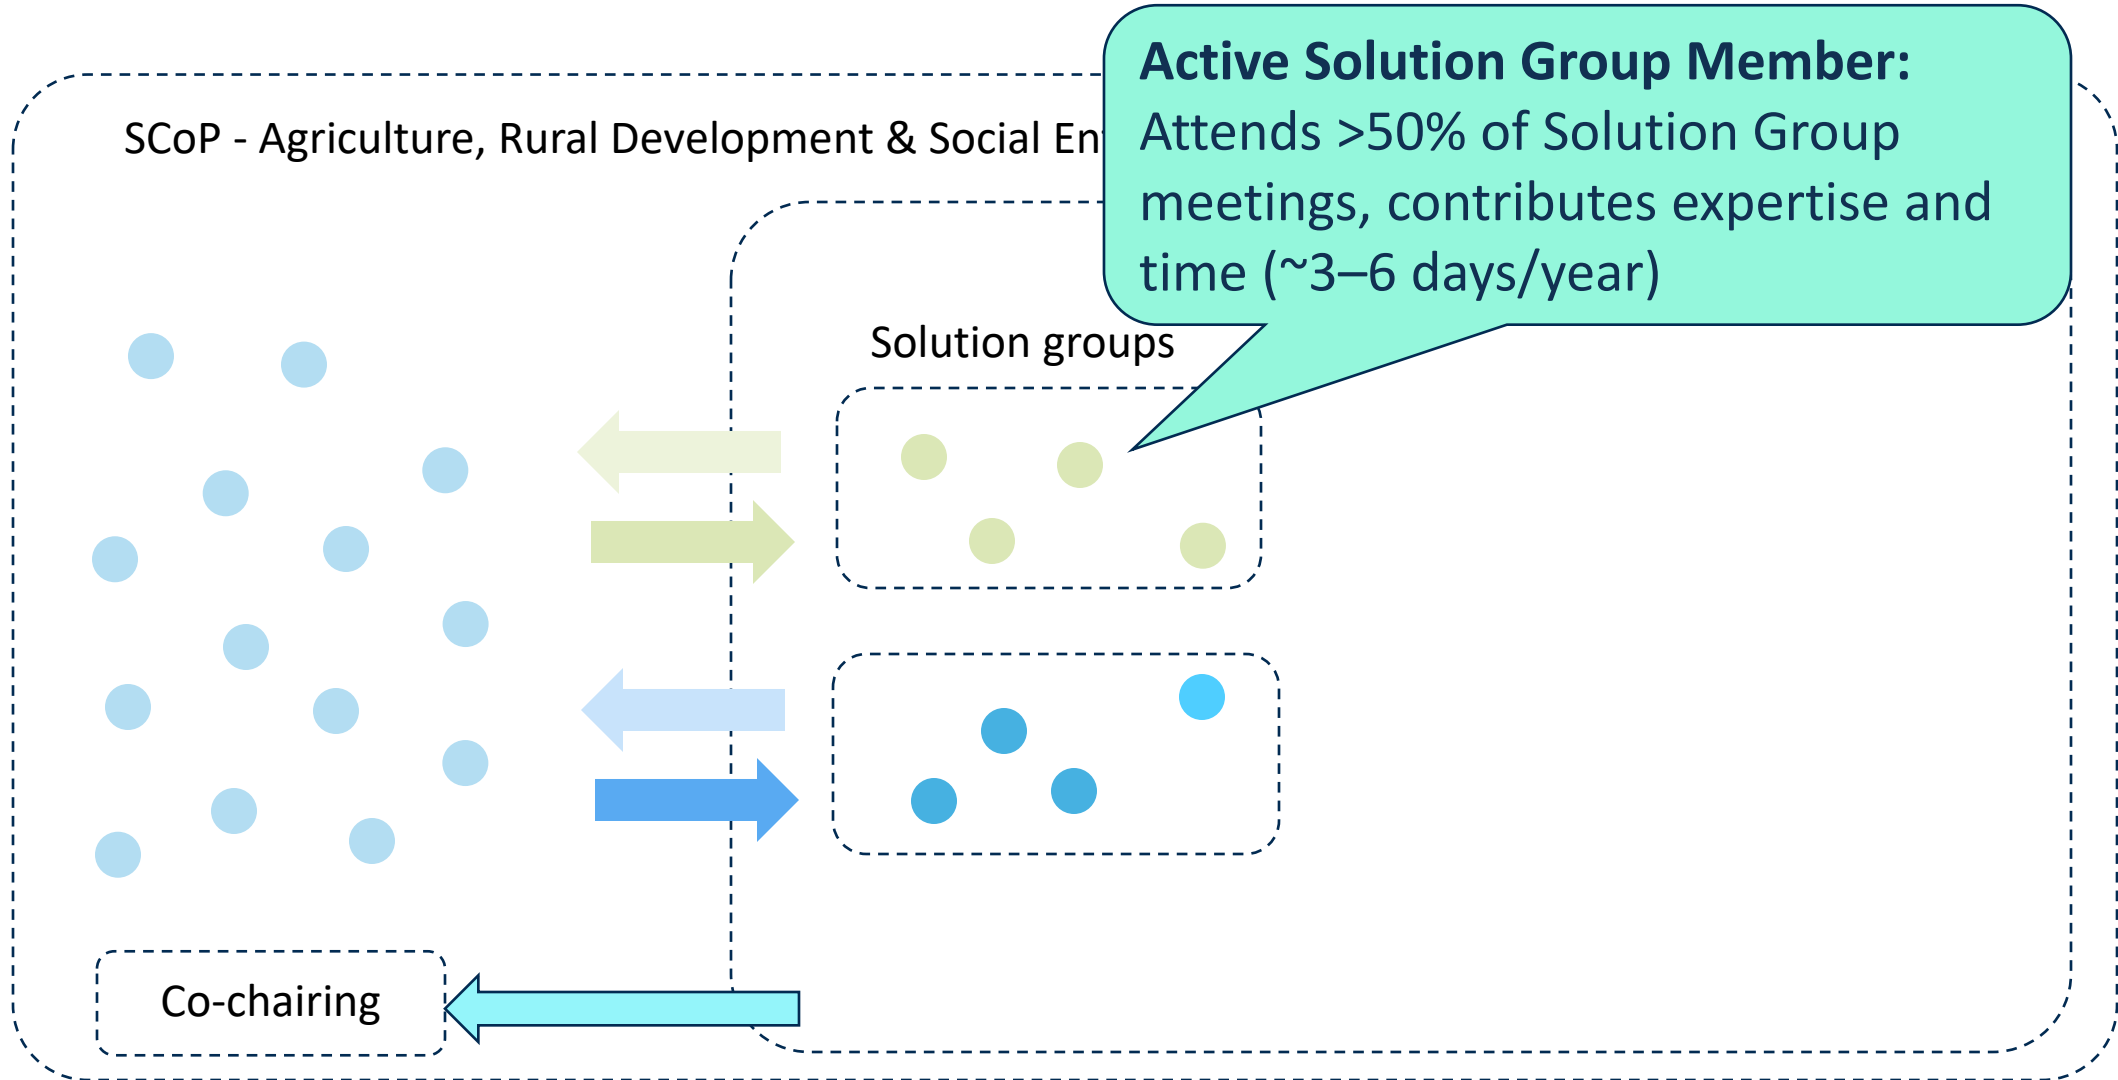 Active Solution Group Member:
Attends >50% of Solution Group
meetings, contributes expertise and
time (~3–6 days/year)
SCoP - Agriculture, Rural Development & Social
Solution groups
Co-chairing